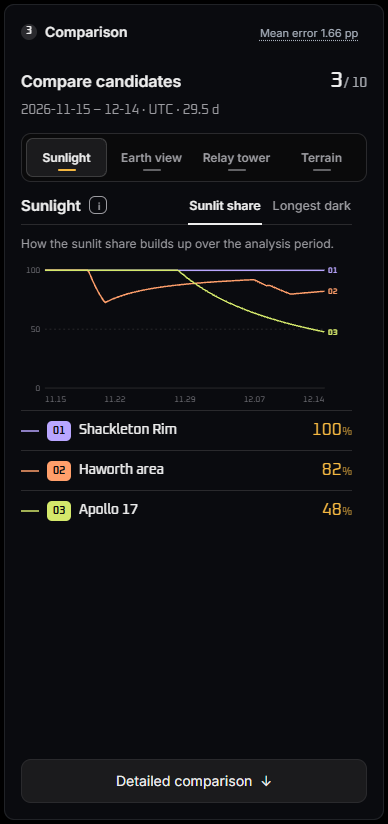 3 Comparison Mean error 1.66 pp
Compare candidates 3 / 10
2026-11-15 – 12-14 · UTC · 29.5 d
Sunlight Earth view Relay tower Terrain
Sunlight i Sunlit share Longest dark
How the sunlit share builds up over the analysis period.
100 01
02
50 03
0
11.15 11.22 11.29 12.07 12.14
01 Shackleton Rim 100%
02 Haworth area 82%
03 Apollo 17 48%
Detailed comparison ↓